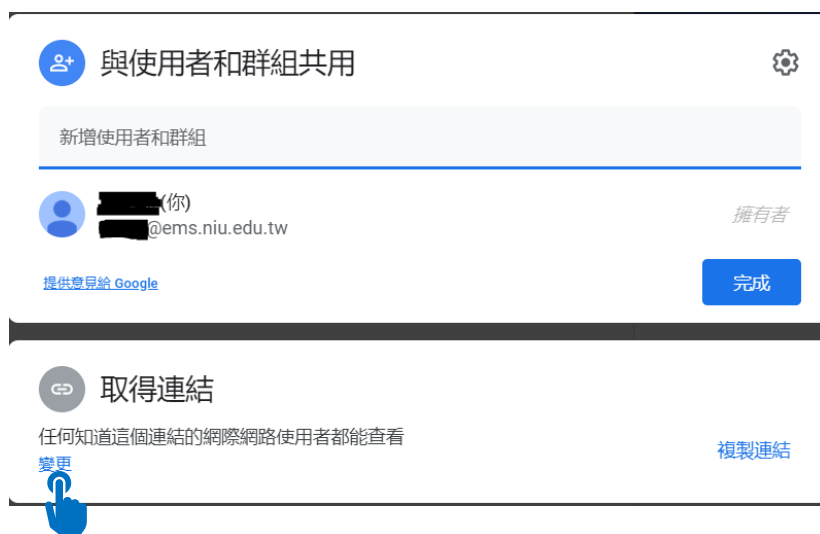 與使用者和群組共用
新增使用者和群組
(你)
@ems.niu.edu.tw
擁有者
提供意見給 Google
完成
取得連結
任何知道這個連結的網際網路使用者都能查看
變更
複製連結